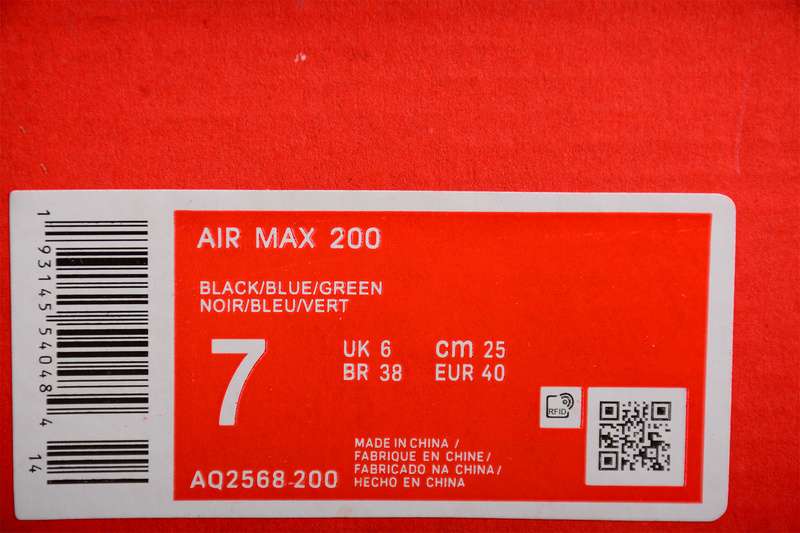 AIR MAX 200
BLACK/BLUE/GREEN
NOIR/BLEU/VERT
7
UK 6 cm 25
BR 38 EUR 40
RFID
MADE IN CHINA /
FABRIQUE EN CHINE/
FABRICADO NA CHINA/
HECHO EN CHINA
AQ2568-200
1 93145 54048 4
14